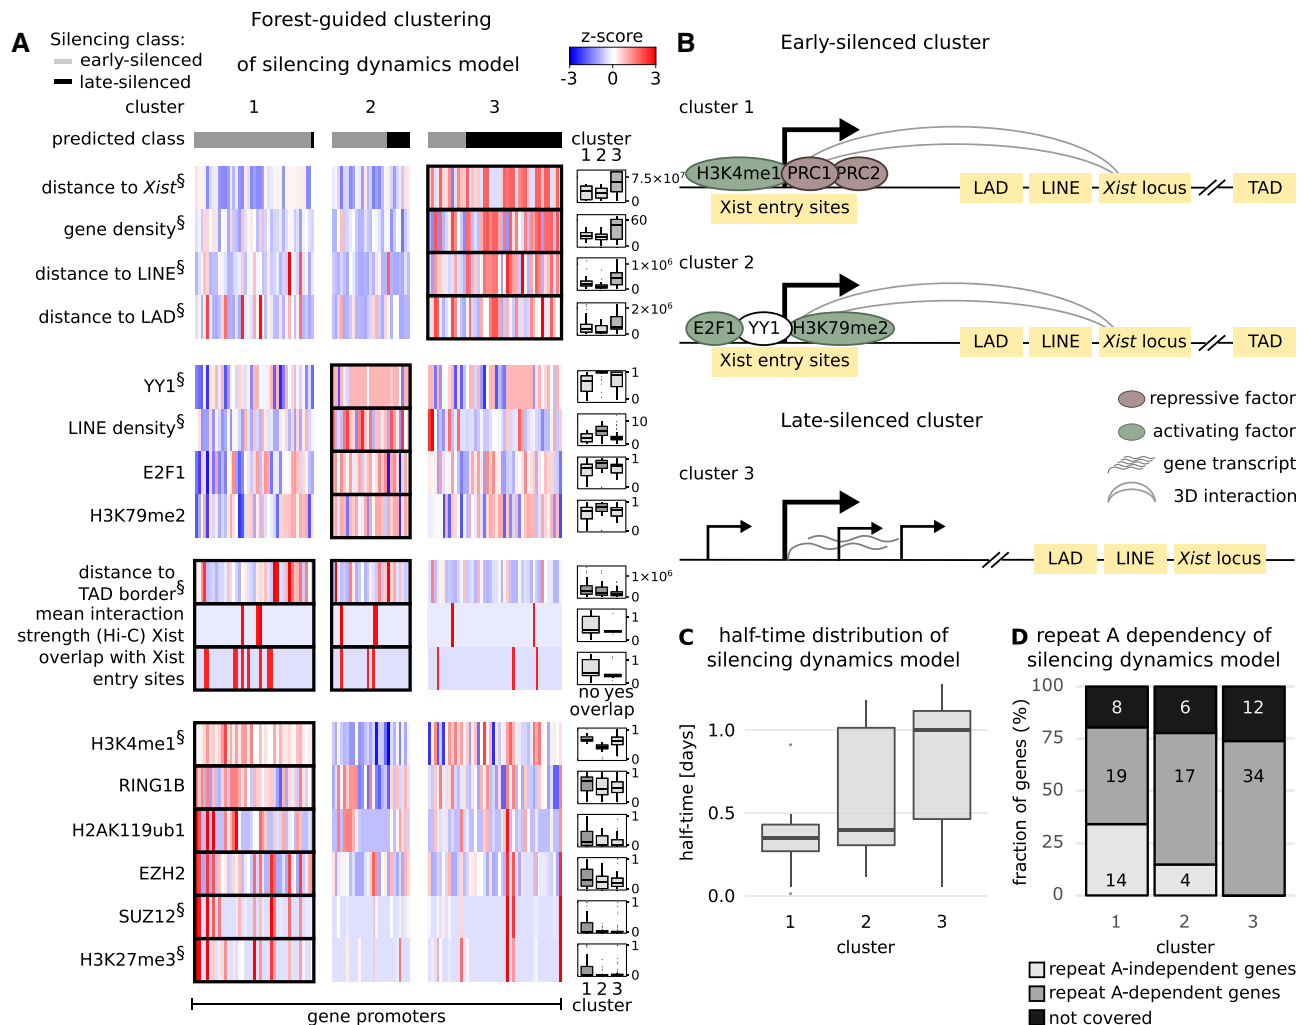 A
Forest-guided clustering
of silencing dynamics model
Silencing class:
early-silenced
late-silenced
z-score
-3 0 3
cluster 1 2 3
predicted class
cluster
1 2 3
distance to Xist§
7.5×10⁷
0
gene density§
60
0
distance to LINE§
1×10⁶
0
distance to LAD§
2×10⁶
0
YY1§
1
0
LINE density§
10
0
E2F1
1
0
H3K79me2
1
0
distance to
TAD border§
1×10⁶
0
mean interaction
strength (Hi-C) Xist
1
0
overlap with Xist
entry sites
1
0
no yes
overlap
H3K4me1§
1
0
RING1B
1
0
H2AK119ub1
1
0
EZH2
1
0
SUZ12§
1
0
H3K27me3§
1
0
1 2 3
cluster
gene promoters
B
Early-silenced cluster
cluster 1
H3K4me1
PRC1
PRC2
Xist entry sites
LAD
LINE
Xist locus
TAD
cluster 2
E2F1
YY1
H3K79me2
Xist entry sites
LAD
LINE
Xist locus
TAD
repressive factor
activating factor
gene transcript
3D interaction
Late-silenced cluster
cluster 3
LAD
LINE
Xist locus
C
half-time distribution of
silencing dynamics model
half-time [days]
1.0
0.5
0.0
1 2 3
cluster
D
repeat A dependency of
silencing dynamics model
fraction of genes (%)
100
75
50
25
0
8 6 12
19 17 34
14 4
1 2 3
cluster
repeat A-independent genes
repeat A-dependent genes
not covered